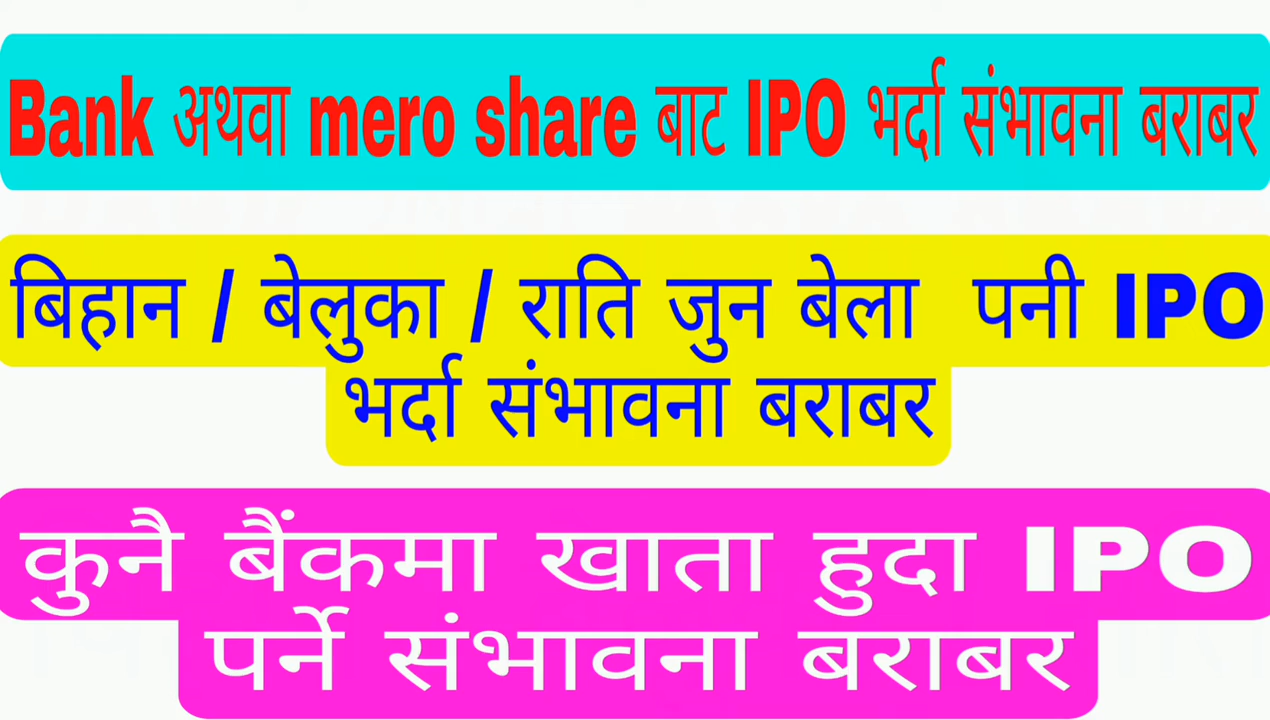 Bank अथवा mero share बाट IPO भर्दा संभावना बराबर
बिहान / बेलुका / राति जुन बेला पनी IPO
भर्दा संभावना बराबर
कुनै बैंकमा खाता हुदा IPO
पर्ने संभावना बराबर